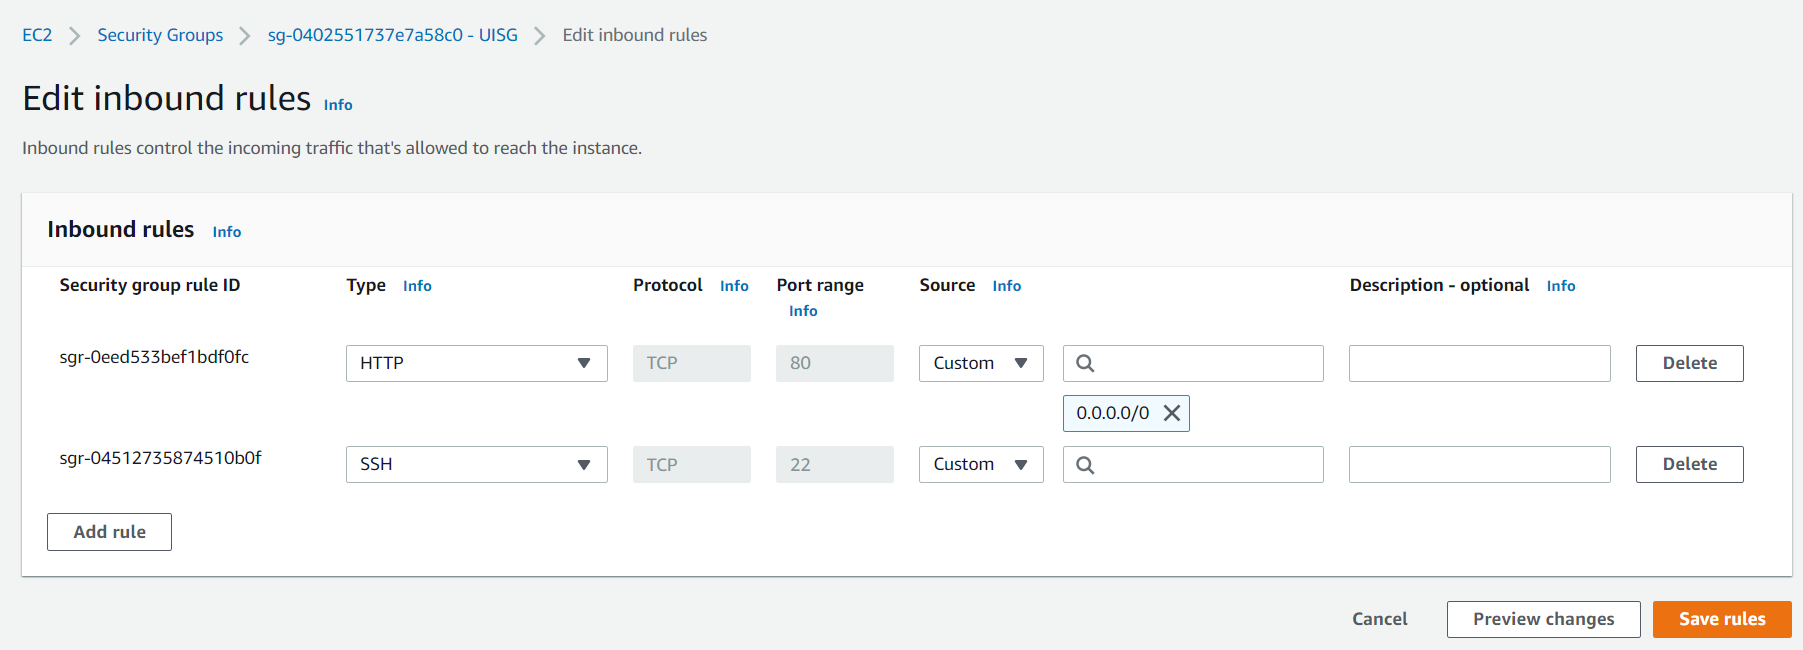 EC2 Security Groups sg-0402551737e7a58c0 - UISG Edit inbound rules
Edit inbound rules Info
Inbound rules control the incoming traffic that's allowed to reach the instance.
Inbound rules Info
Security group rule ID Type Info Protocol Info Port range Info Source Info Description - optional Info
sgr-0eed533bef1bdf0fc HTTP TCP 80 Custom Delete
0.0.0.0/0
sgr-04512735874510b0f SSH TCP 22 Custom Delete
Add rule
Cancel Preview changes Save rules